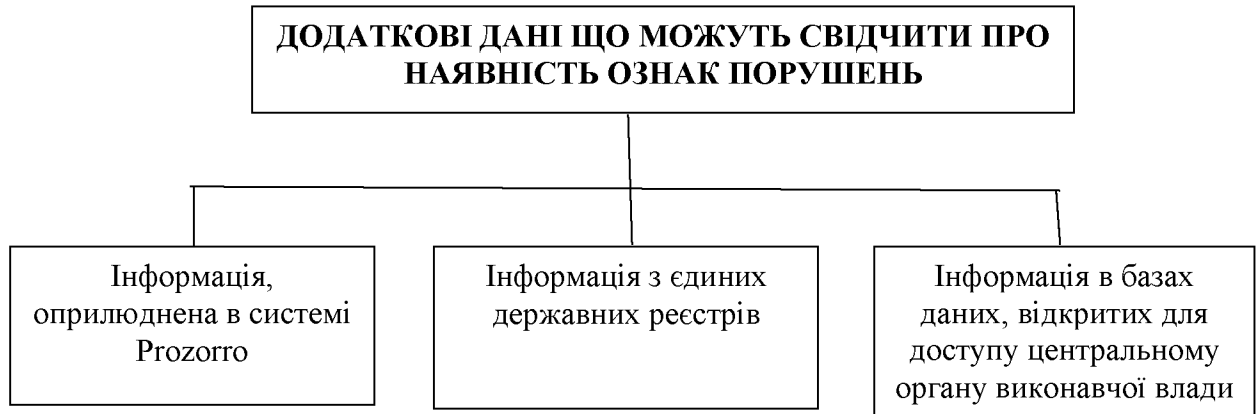 ДОДАТКОВІ ДАНІ ЩО МОЖУТЬ СВІДЧИТИ ПРО
НАЯВНІСТЬ ОЗНАК ПОРУШЕНЬ
Інформація,
оприлюднена в системі
Prozorro
Інформація з єдиних
державних реєстрів
Інформація в базах
даних, відкритих для
доступу центральному
органу виконавчої влади